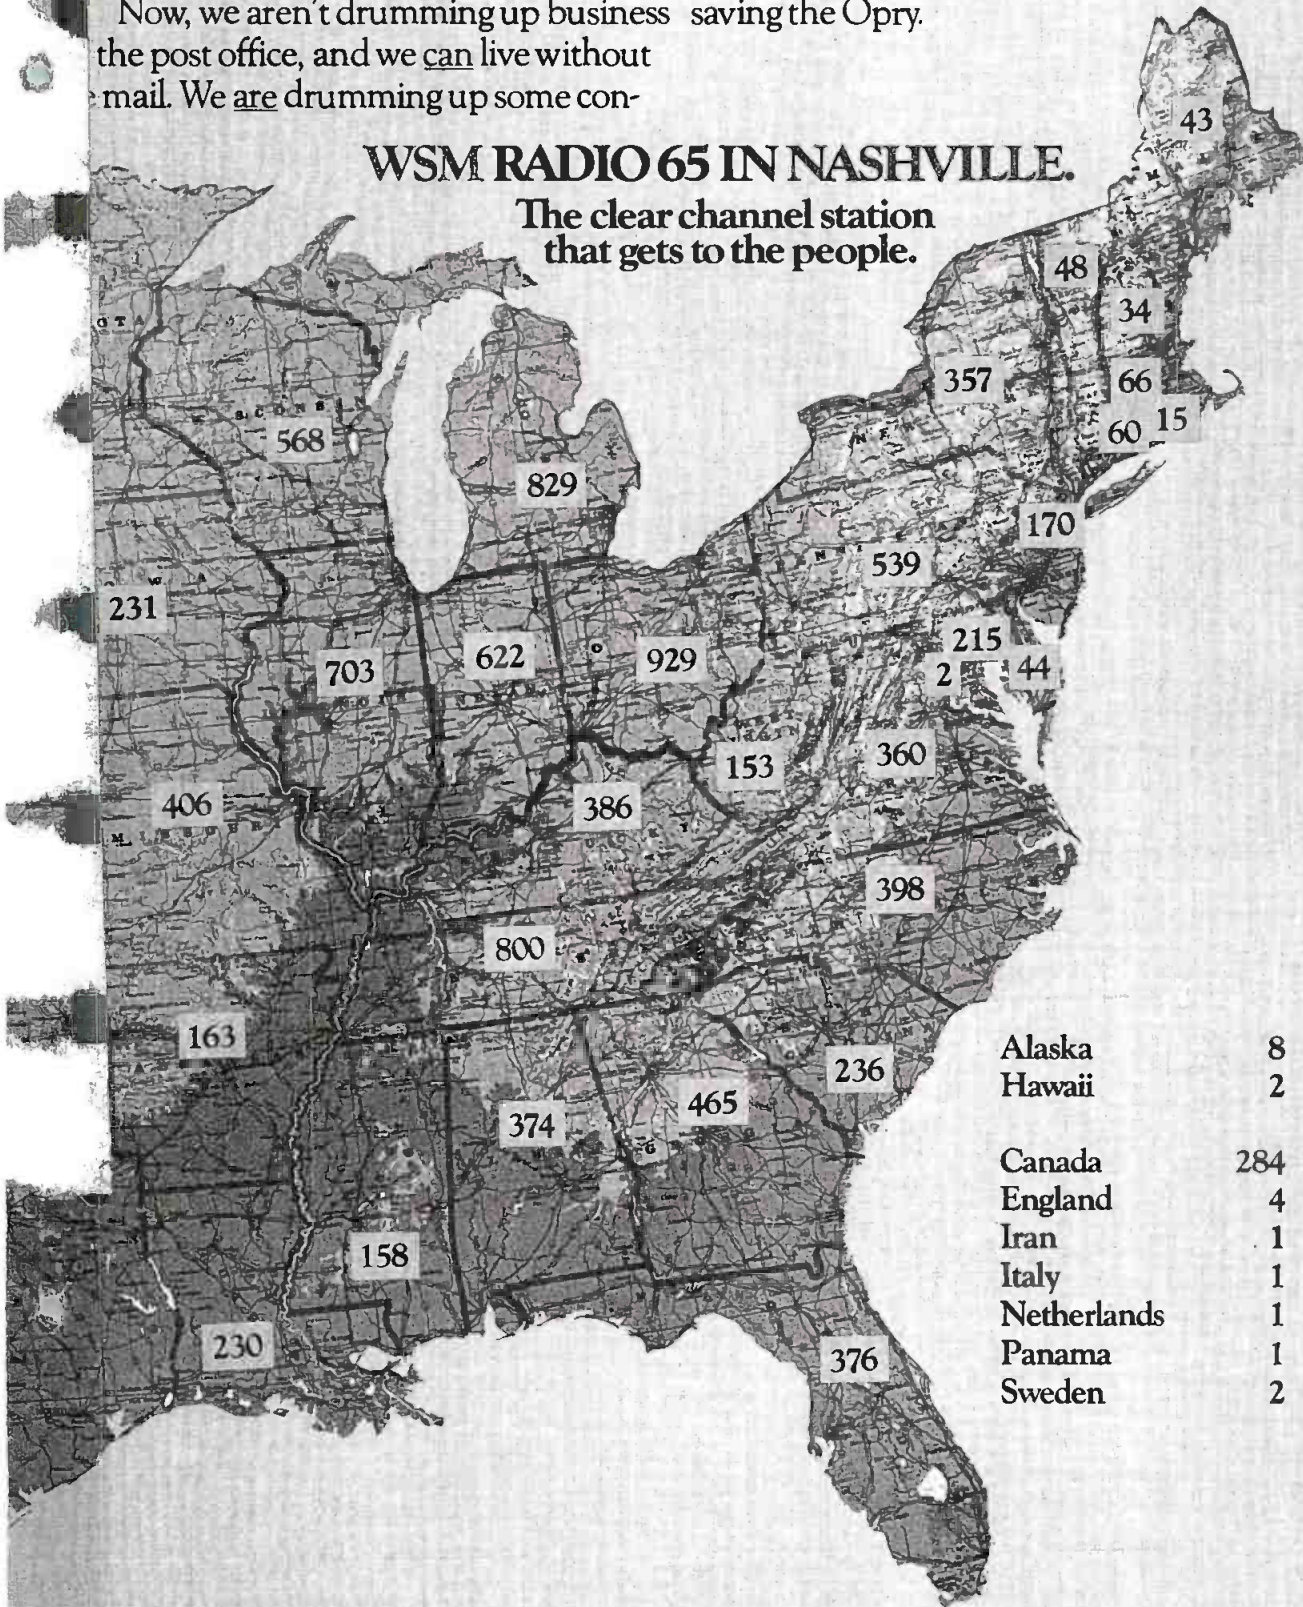 Now, we aren't drumming up business saving the Opry.
the post office, and we can live without
mail. We are drumming up some con-
WSM RADIO 65 IN NASHVILLE.
The clear channel station
that gets to the people.
43
48
34
357
66
60 15
568
829
170
539
231
215
703 622 929
2 44
153 360
406 386
398
800
163
236
465
374
158
230
376
Alaska 8
Hawaii 2
Canada 284
England 4
Iran 1
Italy 1
Netherlands 1
Panama 1
Sweden 2